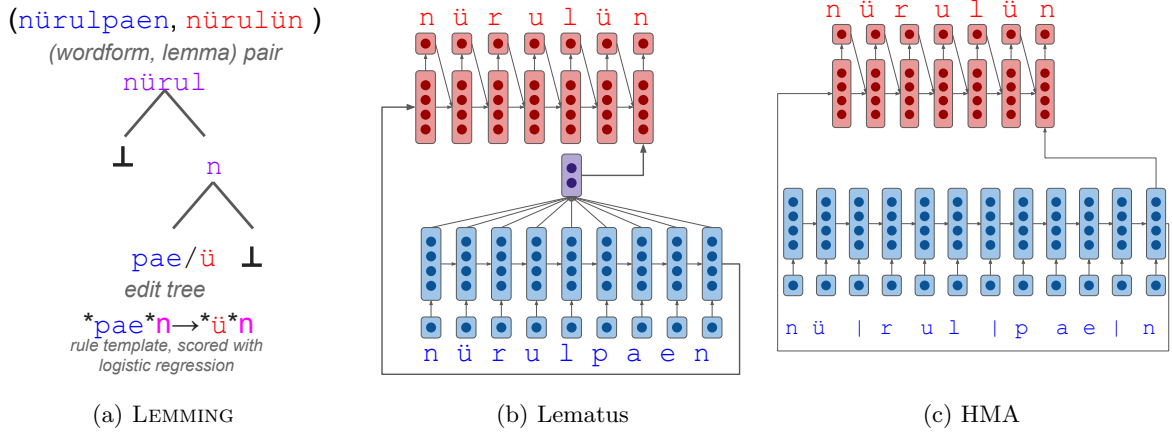 (nürulpaen, nürulün )
(wordform, lemma) pair
nürul
⊥
n
pae/ü
⊥
edit tree
*pae*n→*ü*n
rule template, scored with
logistic regression
(a) LEMMING
n ü r u l ü n
n ü r u l p a e n
(b) Lematus
n ü r u l ü n
n ü | r u l | p a e | n
(c) HMA